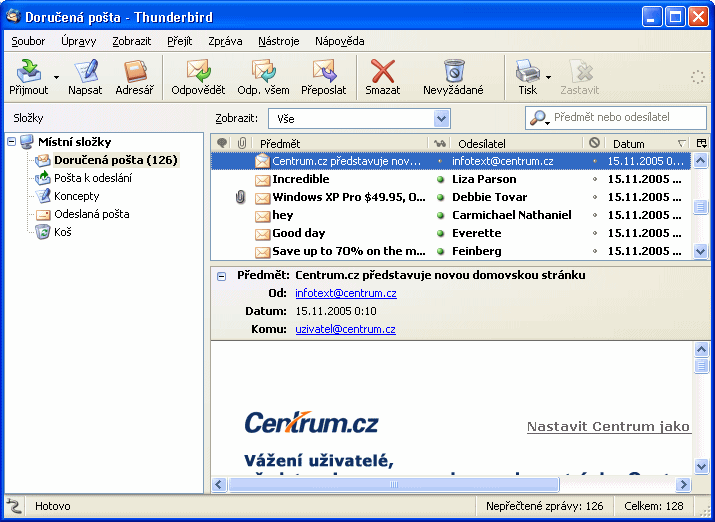 Doručená pošta - Thunderbird
Soubor Úpravy Zobrazit Přejít Zpráva Nástroje Nápověda
Přijmout Napsat Adresář Odpovědět Odp. všem Přeposlat Smazat Nevyžádané Tisk Zastavit
Složky Zobrazit: Vše Předmět nebo odesílatel
Místní složky
Doručená pošta (126)
Pošta k odeslání
Koncepty
Odeslaná pošta
Koš
Předmět Odesílatel Datum
Centrum.cz představuje nov... infotext@centrum.cz 15.11.2005 0...
Incredible Liza Parson 15.11.2005 ...
Windows XP Pro $49.95, O... Debbie Tovar 15.11.2005 ...
hey Carmichael Nathaniel 15.11.2005 ...
Good day Everette 15.11.2005 ...
Save up to 70% on the m... Feinberg 15.11.2005 ...
Předmět: Centrum.cz představuje novou domovskou stránku
Od: infotext@centrum.cz
Datum: 15.11.2005 0:10
Komu: uzivatel@centrum.cz
Centrum.cz Nastavit Centrum jako
Vážení uživatelé,
Hotovo Nepřečtené zprávy: 126 Celkem: 128